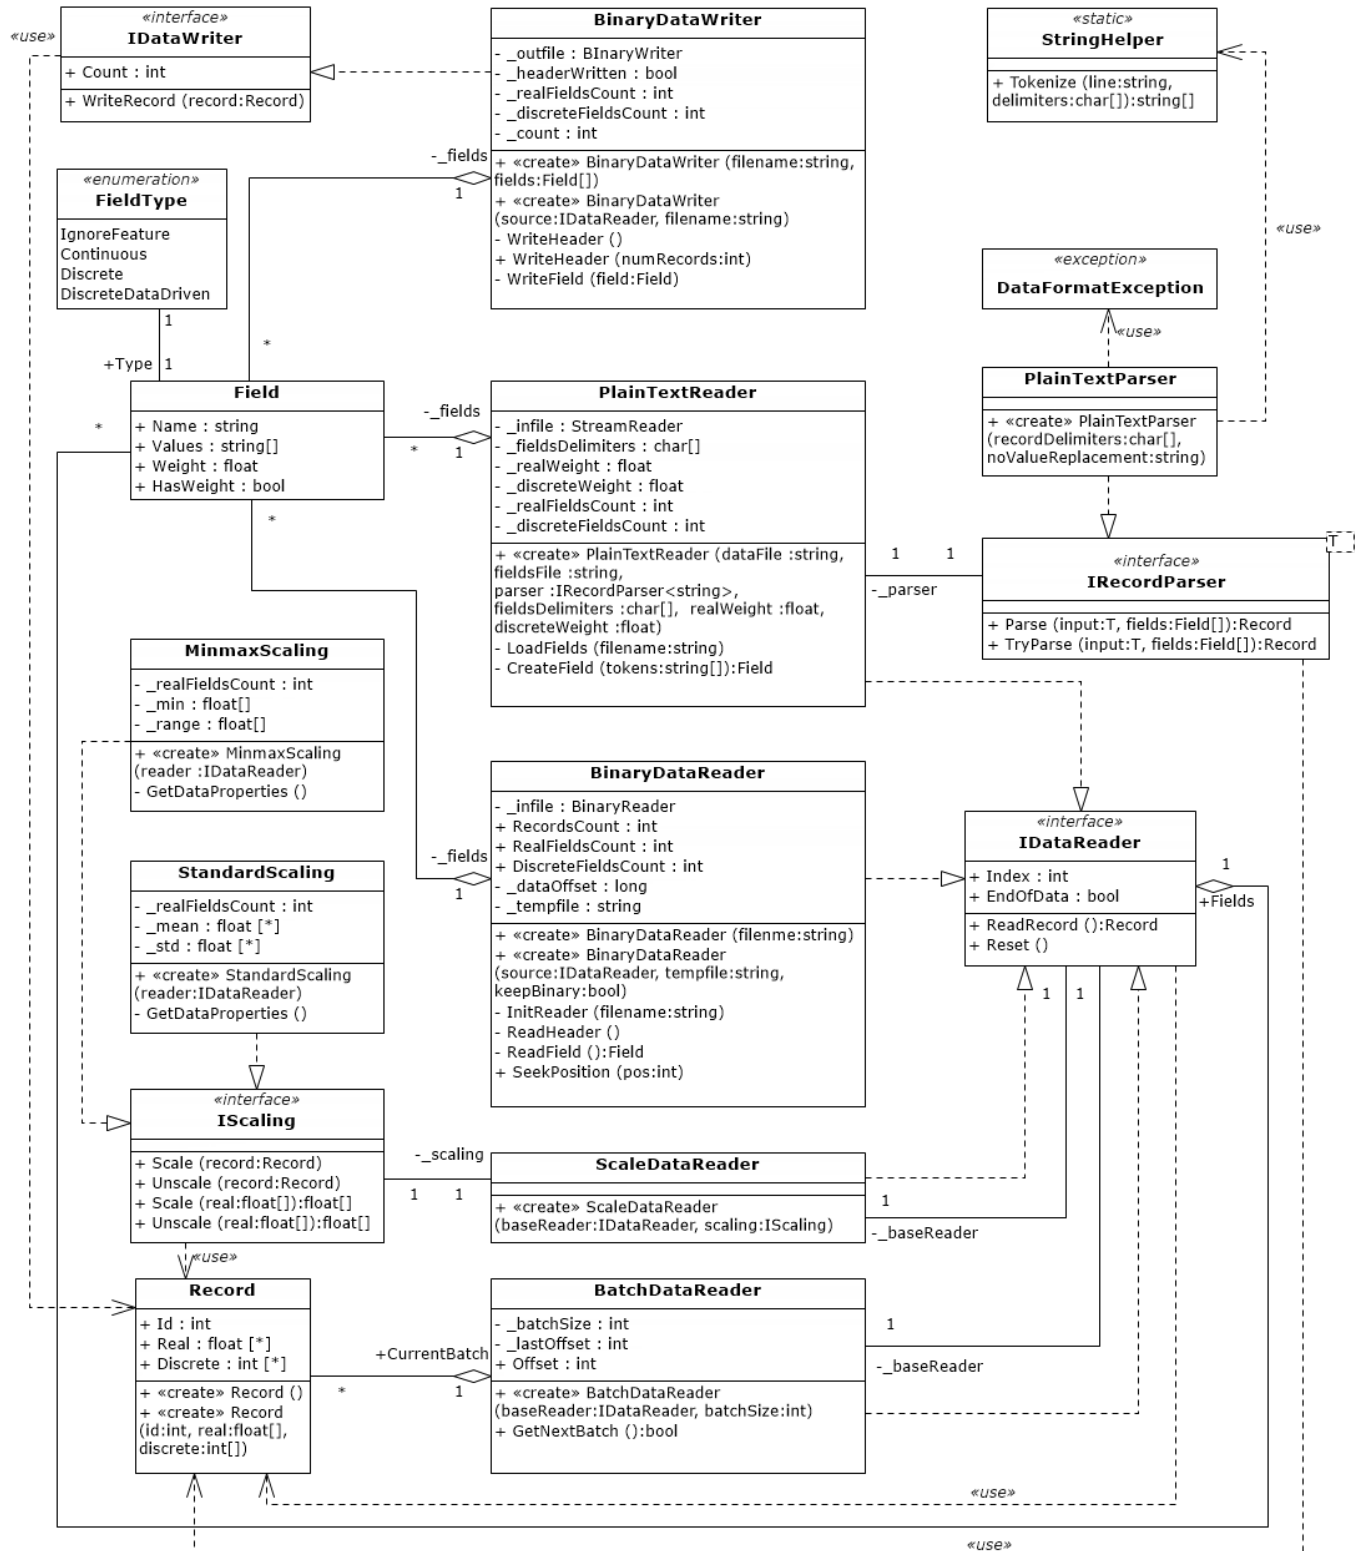 «use»
«interface»
IDataWriter
+ Count : int
+ WriteRecord (record:Record)
BinaryDataWriter
- _outfile : BInaryWriter
- _headerWritten : bool
- _realFieldsCount : int
- _discreteFieldsCount : int
- _count : int
+ «create» BinaryDataWriter (filename:string,
fields:Field[])
+ «create» BinaryDataWriter
(source:IDataReader, filename:string)
- WriteHeader ()
+ WriteHeader (numRecords:int)
- WriteField (field:Field)
«static»
StringHelper
+ Tokenize (line:string,
delimiters:char[]):string[]
-_fields
1
*
«enumeration»
FieldType
IgnoreFeature
Continuous
Discrete
DiscreteDataDriven
1
+Type
1
«use»
«exception»
DataFormatException
«use»
PlainTextParser
+ «create» PlainTextParser
(recordDelimiters:char[],
noValueReplacement:string)
Field
+ Name : string
+ Values : string[]
+ Weight : float
+ HasWeight : bool
*
*
-_fields
*
1
PlainTextReader
- _infile : StreamReader
- _fieldsDelimiters : char[]
- _realWeight : float
- _discreteWeight : float
- _realFieldsCount : int
- _discreteFieldsCount : int
+ «create» PlainTextReader (dataFile :string,
fieldsFile :string,
parser :IRecordParser<string>,
fieldsDelimiters :char[],  realWeight :float,
discreteWeight :float)
- LoadFields (filename:string)
- CreateField (tokens:string[]):Field
1
1
-_parser
T
«interface»
IRecordParser
+ Parse (input:T, fields:Field[]):Record
+ TryParse (input:T, fields:Field[]):Record
MinmaxScaling
- _realFieldsCount : int
- _min : float[]
- _range : float[]
+ «create» MinmaxScaling
(reader :IDataReader)
- GetDataProperties ()
BinaryDataReader
- _infile : BinaryReader
+ RecordsCount : int
+ RealFieldsCount : int
+ DiscreteFieldsCount : int
- _dataOffset : long
- _tempfile : string
+ «create» BinaryDataReader (filenme:string)
+ «create» BinaryDataReader
(source:IDataReader, tempfile:string,
keepBinary:bool)
- InitReader (filename:string)
- ReadHeader ()
- ReadField ():Field
+ SeekPosition (pos:int)
-_fields
1
«interface»
IDataReader
+ Index : int
+ EndOfData : bool
+ ReadRecord ():Record
+ Reset ()
1
+Fields
1
1
StandardScaling
- _realFieldsCount : int
- _mean : float [*]
- _std : float [*]
+ «create» StandardScaling
(reader:IDataReader)
- GetDataProperties ()
«interface»
IScaling
+ Scale (record:Record)
+ Unscale (record:Record)
+ Scale (real:float[]):float[]
+ Unscale (real:float[]):float[]
-_scaling
1
1
ScaleDataReader
+ «create» ScaleDataReader
(baseReader:IDataReader, scaling:IScaling)
1
-_baseReader
«use»
Record
+ Id : int
+ Real : float [*]
+ Discrete : int [*]
+ «create» Record ()
+ «create» Record
(id:int, real:float[],
discrete:int[])
+CurrentBatch
*
1
BatchDataReader
- _batchSize : int
- _lastOffset : int
+ Offset : int
+ «create» BatchDataReader
(baseReader:IDataReader, batchSize:int)
+ GetNextBatch ():bool
1
-_baseReader
«use»
«use»